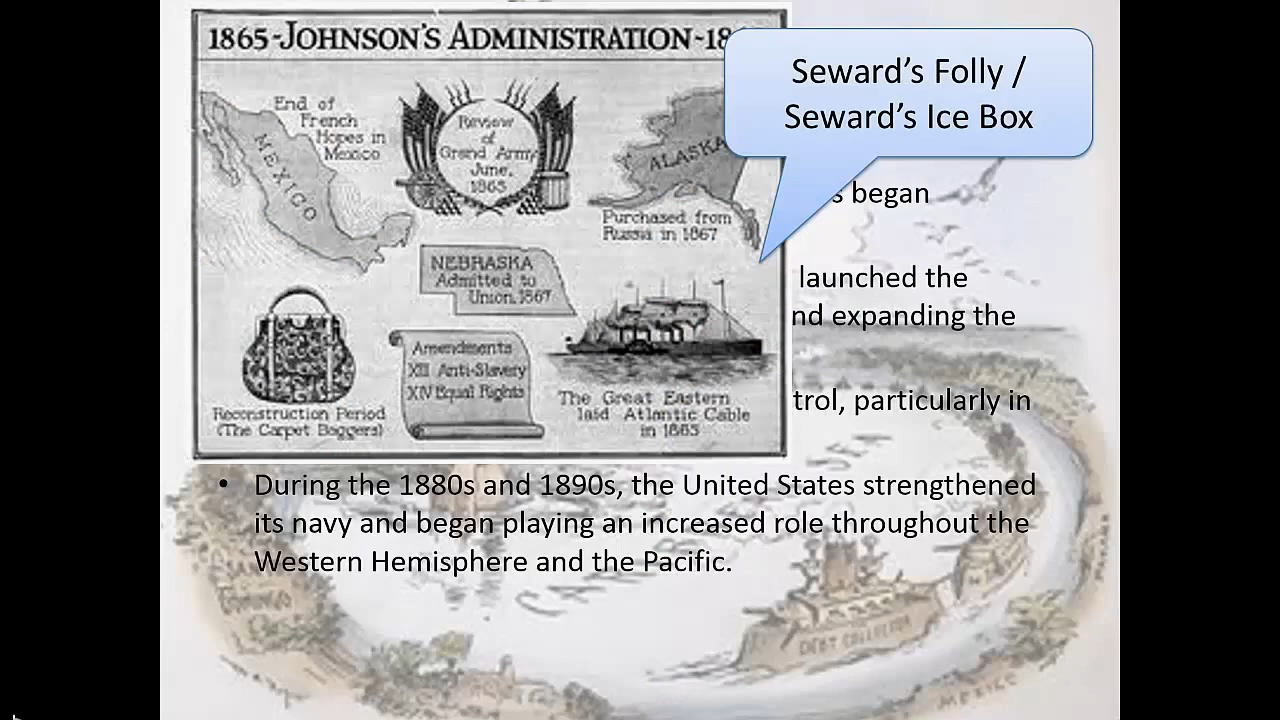 1865-JOHNSON'S ADMINISTRATION-18
Seward's Folly /
Seward's Ice Box
End of
French
Hopes in
Mexico
MEXICO
Review
of
Grand Army
June,
1865
ALASKA
Purchased from
Russia in 1867
began
NEBRASKA
Admitted to
Union, 1867
launched the
expanding the
Amendments
XIII Anti-Slavery
XIV Equal Rights
Reconstruction Period
(The Carpet Baggers)
The Great Eastern
laid Atlantic Cable
in 1865
particularly in
• During the 1880s and 1890s, the United States strengthened
its navy and began playing an increased role throughout the
Western Hemisphere and the Pacific.
SEA
DEBT COLLECTOR
MEXICO